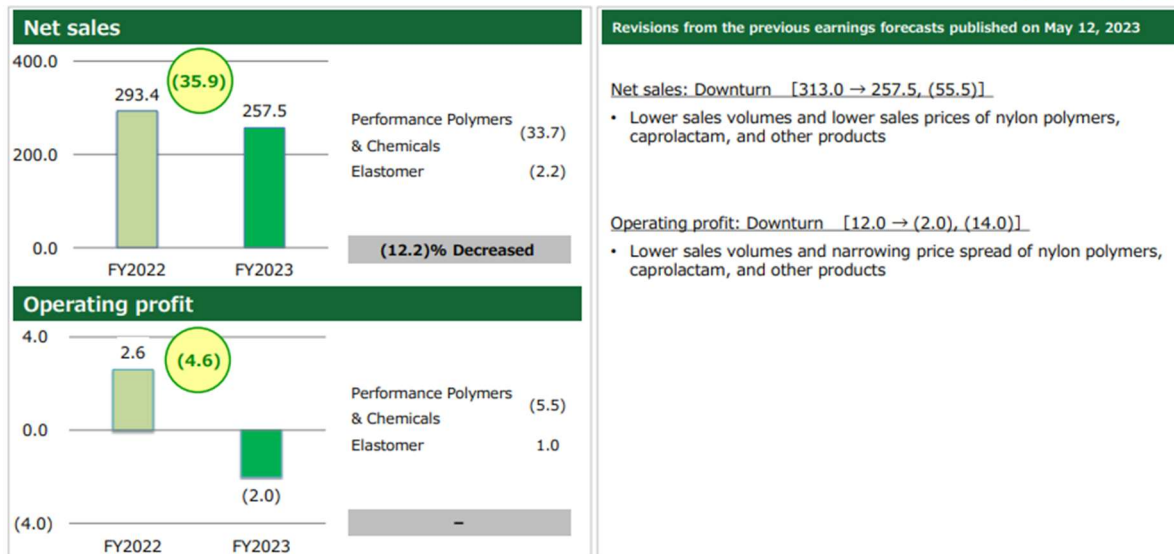 Net sales
400.0
(35.9)
293.4
257.5
200.0
0.0
FY2022 FY2023
Performance Polymers
& Chemicals (33.7)
Elastomer (2.2)
(12.2)% Decreased
Operating profit
4.0
2.6
(4.6)
0.0
(2.0)
(4.0)
FY2022 FY2023
Performance Polymers
& Chemicals (5.5)
Elastomer 1.0
–
Revisions from the previous earnings forecasts published on May 12, 2023
Net sales: Downturn [313.0 → 257.5, (55.5)]
• Lower sales volumes and lower sales prices of nylon polymers,
caprolactam, and other products
Operating profit: Downturn [12.0 → (2.0), (14.0)]
• Lower sales volumes and narrowing price spread of nylon polymers,
caprolactam, and other products